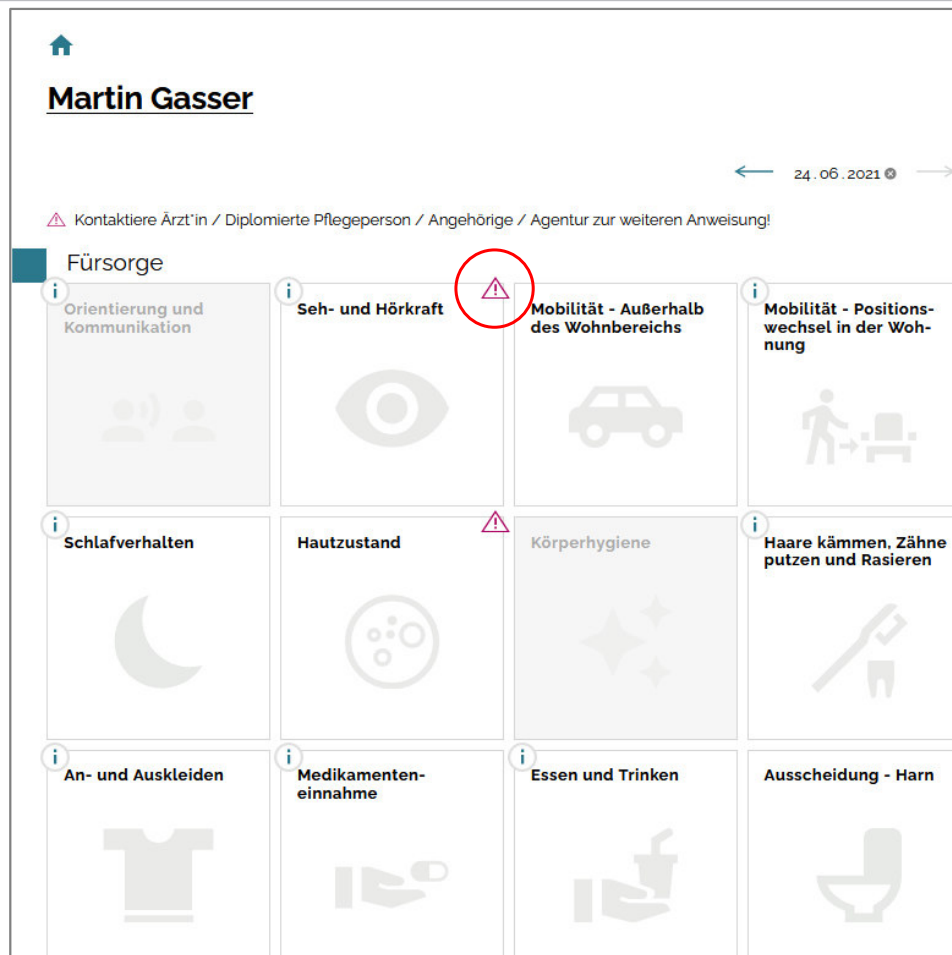 Martin Gasser
24.06.2021
Kontaktiere Ärzt*in / Diplomierte Pflegeperson / Angehörige / Agentur zur weiteren Anweisung!
Fürsorge
Orientierung und
Kommunikation
Seh- und Hörkraft
Mobilität - Außerhalb
des Wohnbereichs
Mobilität - Positions-
wechsel in der Woh-
nung
Schlafverhalten
Hautzustand
Körperhygiene
Haare kämmen, Zähne
putzen und Rasieren
An- und Auskleiden
Medikamenten-
einnahme
Essen und Trinken
Ausscheidung - Harn